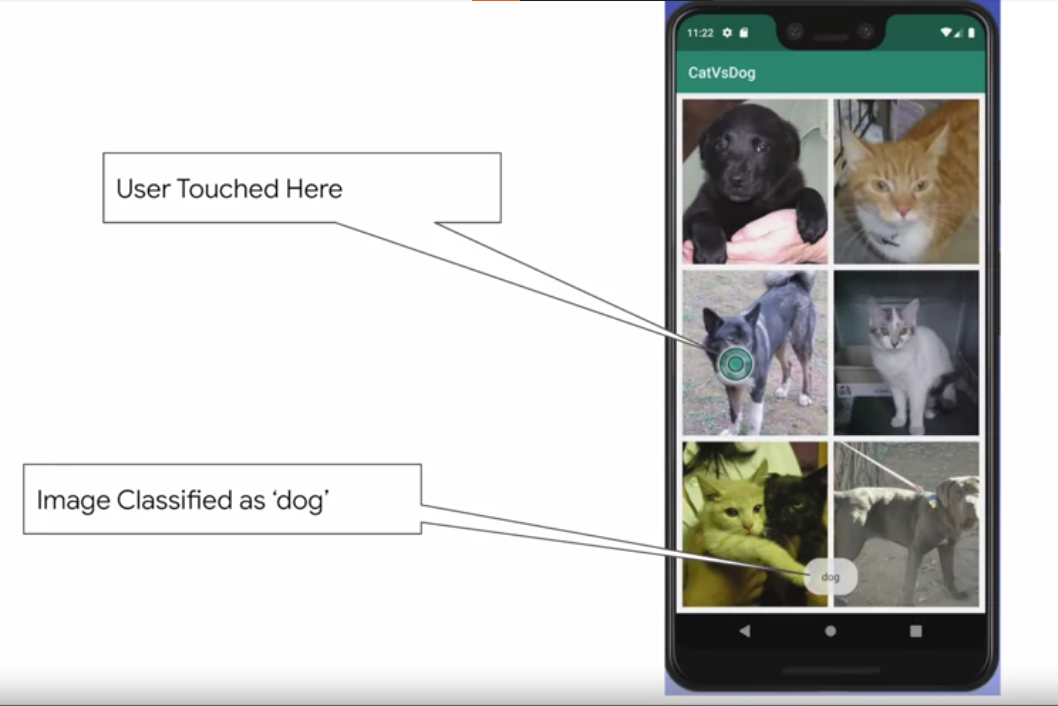 11:22
CatVsDog
User Touched Here
Image Classified as ‘dog’
dog